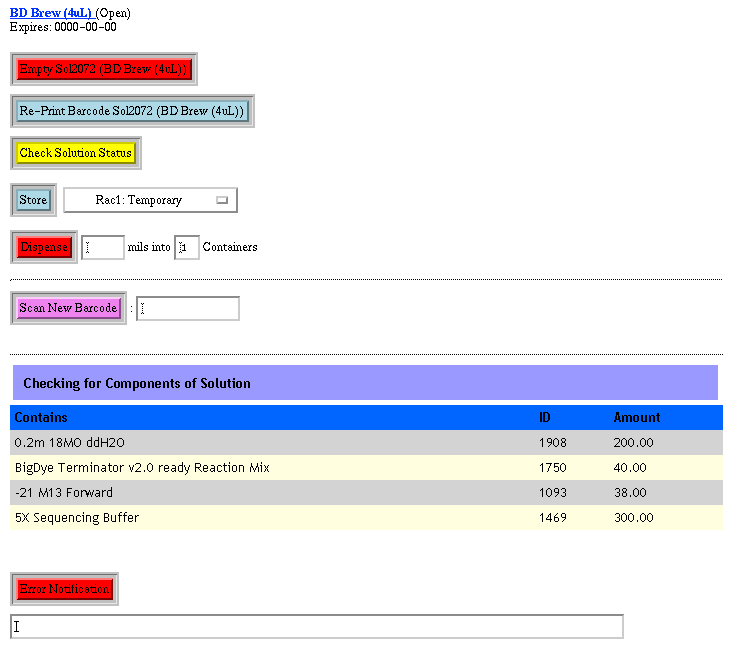 BD Brew (4uL) (Open)
Expires: 0000-00-00
Empty Sol2072 (BD Brew (4uL))
Re-Print Barcode Sol2072 (BD Brew (4uL))
Check Solution Status
Store Rac1: Temporary
Dispense mils into 1 Containers
Scan New Barcode :
Checking for Components of Solution
Contains ID Amount
0.2m 18MO ddH2O 1908 200.00
BigDye Terminator v2.0 ready Reaction Mix 1750 40.00
-21 M13 Forward 1093 38.00
5X Sequencing Buffer 1469 300.00
Error Notification